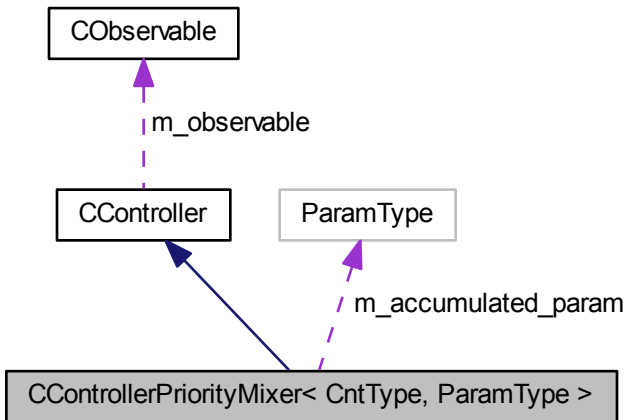 CObservable
m_observable
CController
ParamType
m_accumulated_param
CControllerPriorityMixer< CntType, ParamType >